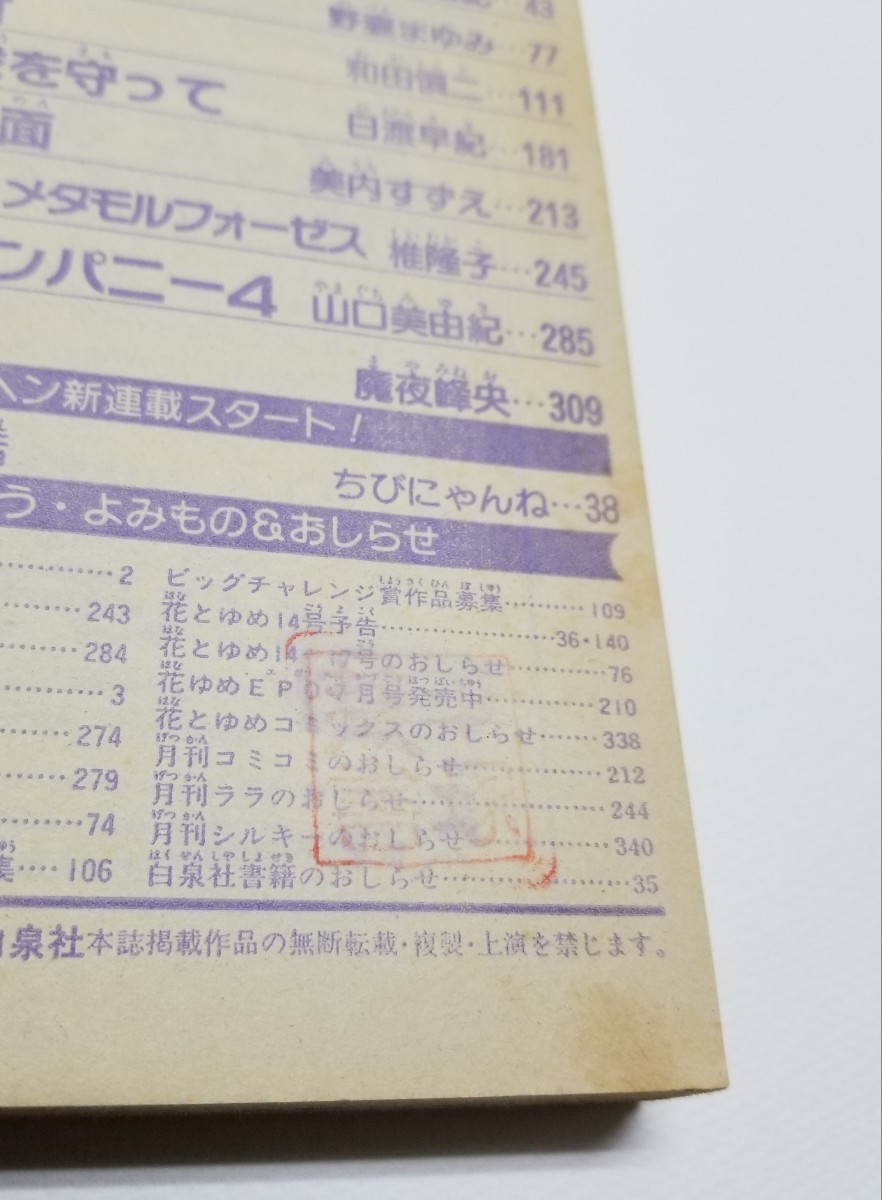 43
野妻まゆみ…77
和田慎二…111
を守って 白渡早紀…181
面 美内すずえ…213
メタモルフォーゼス 椎隆子…245
ンパニー4 山口美由紀…285
魔夜峰央…309
ヘン新連載スタート！
ちびにゃんね…38
う・よみもの&おしらせ
2
243
284
3
274
279
74
集…106
ビッグチャレンジ賞作品募集…109
花とゆめ14号予告…36・140
花とゆめ14・17号のおしらせ…76
花ゆめEPO7月号発売中…210
花とゆめコミックスのおしらせ…338
月刊コミコミのおしらせ…212
月刊ララのおしらせ…244
月刊シルキーのおしらせ…340
白泉社書籍のおしらせ…35
白泉社 本誌掲載作品の無断転載・複製・上演を禁じます。